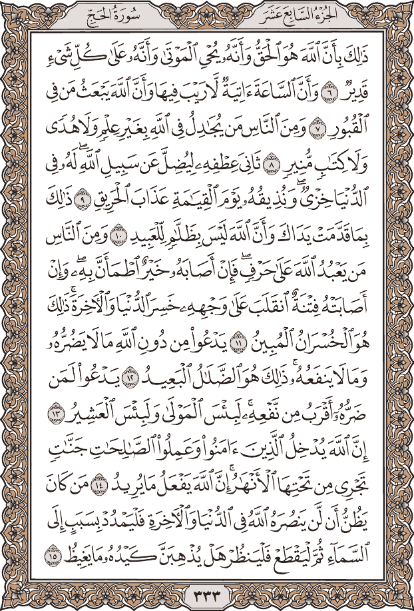 الجزء السابع عشر
سورة الحج
ذَٰلِكَ بِأَنَّ ٱللَّهَ هُوَ ٱلْحَقُّ وَأَنَّهُۥ يُحْىِ ٱلْمَوْتَىٰ وَأَنَّهُۥ عَلَىٰ كُلِّ شَىْءٍ
قَدِيرٌ ٦ وَأَنَّ ٱلسَّاعَةَ ءَاتِيَةٌ لَّا رَيْبَ فِيهَا وَأَنَّ ٱللَّهَ يَبْعَثُ مَن فِى
ٱلْقُبُورِ ٧ وَمِنَ ٱلنَّاسِ مَن يُجَٰدِلُ فِى ٱللَّهِ بِغَيْرِ عِلْمٍ وَلَا هُدًى
وَلَا كِتَٰبٍ مُّنِيرٍ ٨ ثَانِىَ عِطْفِهِۦ لِيُضِلَّ عَن سَبِيلِ ٱللَّهِ ۖ لَهُۥ فِى
ٱلدُّنْيَا خِزْىٌ ۖ وَنُذِيقُهُۥ يَوْمَ ٱلْقِيَٰمَةِ عَذَابَ ٱلْحَرِيقِ ٩ ذَٰلِكَ
بِمَا قَدَّمَتْ يَدَاكَ وَأَنَّ ٱللَّهَ لَيْسَ بِظَلَّٰمٍ لِّلْعَبِيدِ ١٠ وَمِنَ ٱلنَّاسِ
مَن يَعْبُدُ ٱللَّهَ عَلَىٰ حَرْفٍ ۖ فَإِنْ أَصَابَهُۥ خَيْرٌ ٱطْمَأَنَّ بِهِۦ ۖ وَإِنْ
أَصَابَتْهُ فِتْنَةٌ ٱنقَلَبَ عَلَىٰ وَجْهِهِۦ خَسِرَ ٱلدُّنْيَا وَٱلْءَاخِرَةَ ۚ ذَٰلِكَ
هُوَ ٱلْخُسْرَانُ ٱلْمُبِينُ ١١ يَدْعُوا۟ مِن دُونِ ٱللَّهِ مَا لَا يَضُرُّهُۥ
وَمَا لَا يَنفَعُهُۥ ۚ ذَٰلِكَ هُوَ ٱلضَّلَٰلُ ٱلْبَعِيدُ ١٢ يَدْعُوا۟ لَمَن
ضَرُّهُۥٓ أَقْرَبُ مِن نَّفْعِهِۦ ۚ لَبِئْسَ ٱلْمَوْلَىٰ وَلَبِئْسَ ٱلْعَشِيرُ ١٣
إِنَّ ٱللَّهَ يُدْخِلُ ٱلَّذِينَ ءَامَنُوا۟ وَعَمِلُوا۟ ٱلصَّٰلِحَٰتِ جَنَّٰتٍ
تَجْرِى مِن تَحْتِهَا ٱلْأَنْهَٰرُ ۚ إِنَّ ٱللَّهَ يَفْعَلُ مَا يُرِيدُ ١٤ مَن كَانَ
يَظُنُّ أَن لَّن يَنصُرَهُ ٱللَّهُ فِى ٱلدُّنْيَا وَٱلْءَاخِرَةِ فَلْيَمْدُدْ بِسَبَبٍ إِلَى
ٱلسَّمَآءِ ثُمَّ لْيَقْطَعْ فَلْيَنظُرْ هَلْ يُذْهِبَنَّ كَيْدُهُۥ مَا يَغِيظُ ١٥
٣٣٣